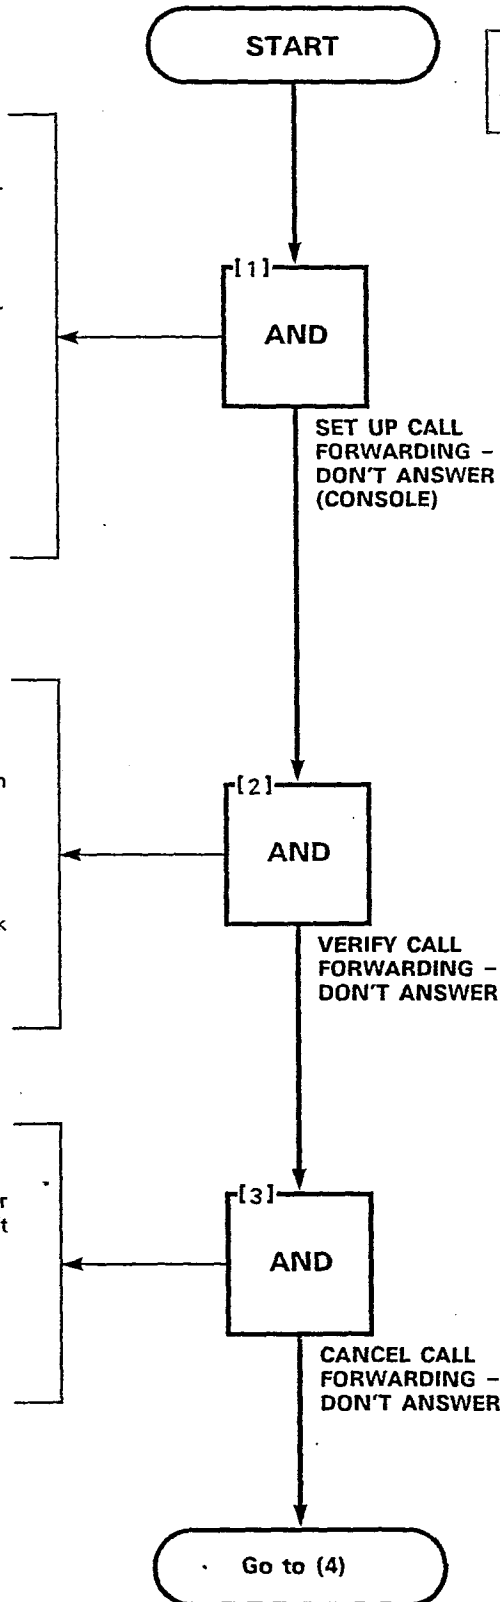 START
[1]
AND
SET UP CALL
FORWARDING –
DON'T ANSWER
(CONSOLE)
[2]
AND
VERIFY CALL
FORWARDING –
DON'T ANSWER
[3]
AND
CANCEL CALL
FORWARDING –
DON'T ANSWER
Go to (4)